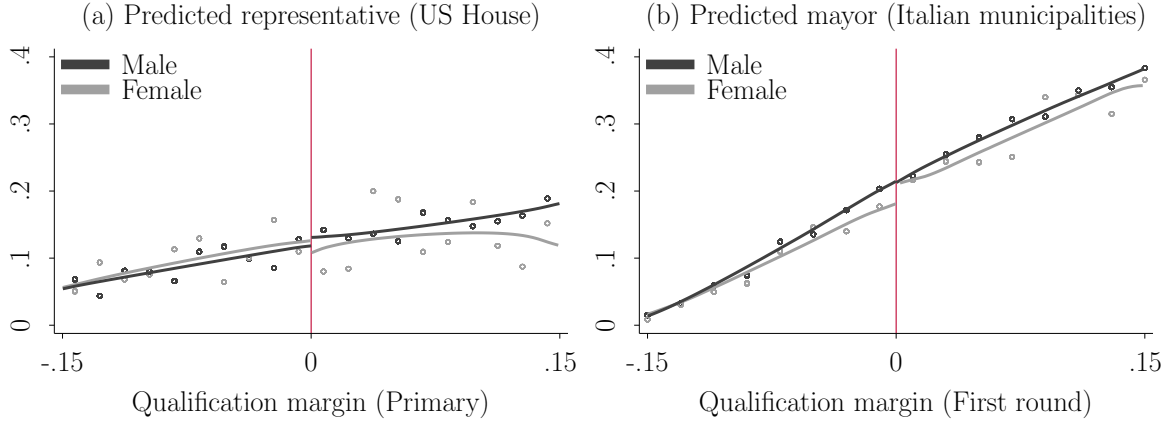 (a) Predicted representative (US House)
.4
.3
.2
.1
0
Male
Female
-.15 0 .15
Qualification margin (Primary)
(b) Predicted mayor (Italian municipalities)
.4
.3
.2
.1
0
Male
Female
-.15 0 .15
Qualification margin (First round)